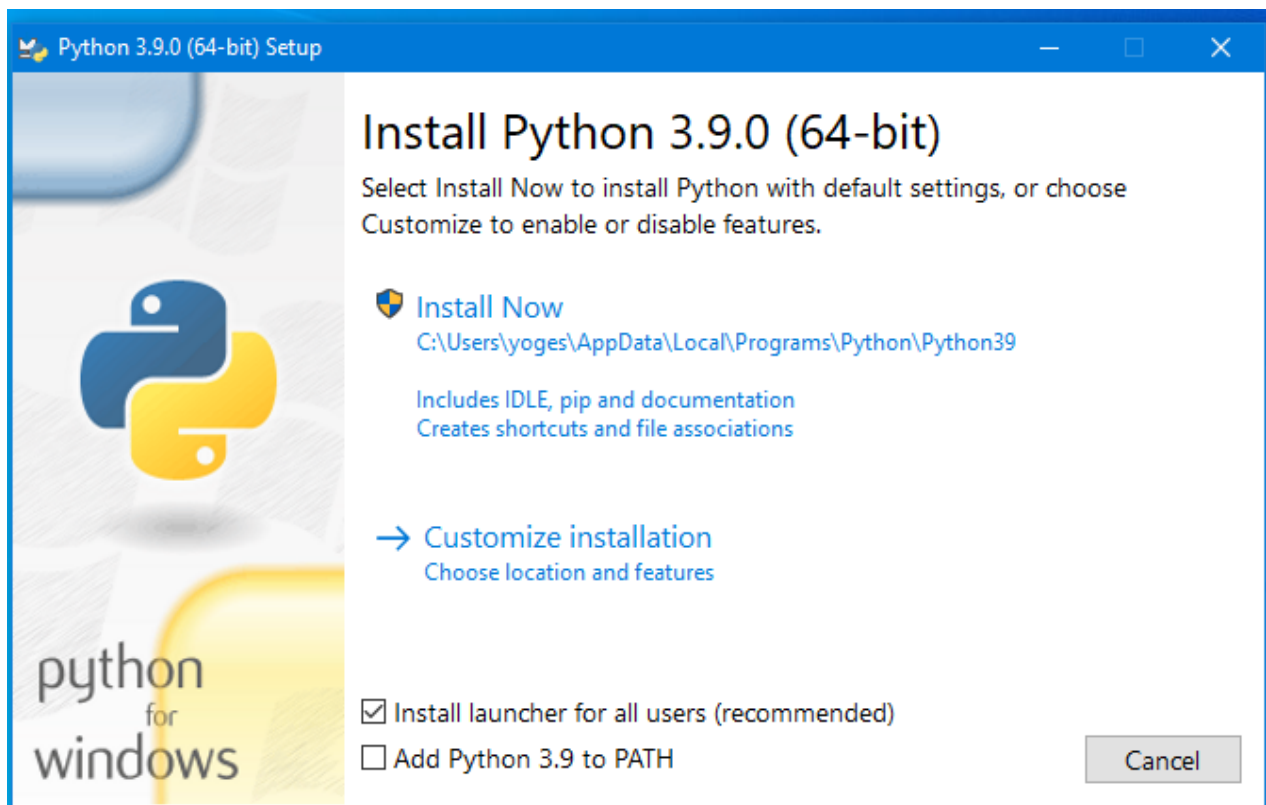 Python 3.9.0 (64-bit) Setup
Install Python 3.9.0 (64-bit)
Select Install Now to install Python with default settings, or choose
Customize to enable or disable features.
Install Now
C:\Users\yoges\AppData\Local\Programs\Python\Python39
Includes IDLE, pip and documentation
Creates shortcuts and file associations
Customize installation
Choose location and features
python
for
windows
Install launcher for all users (recommended)
Add Python 3.9 to PATH
Cancel